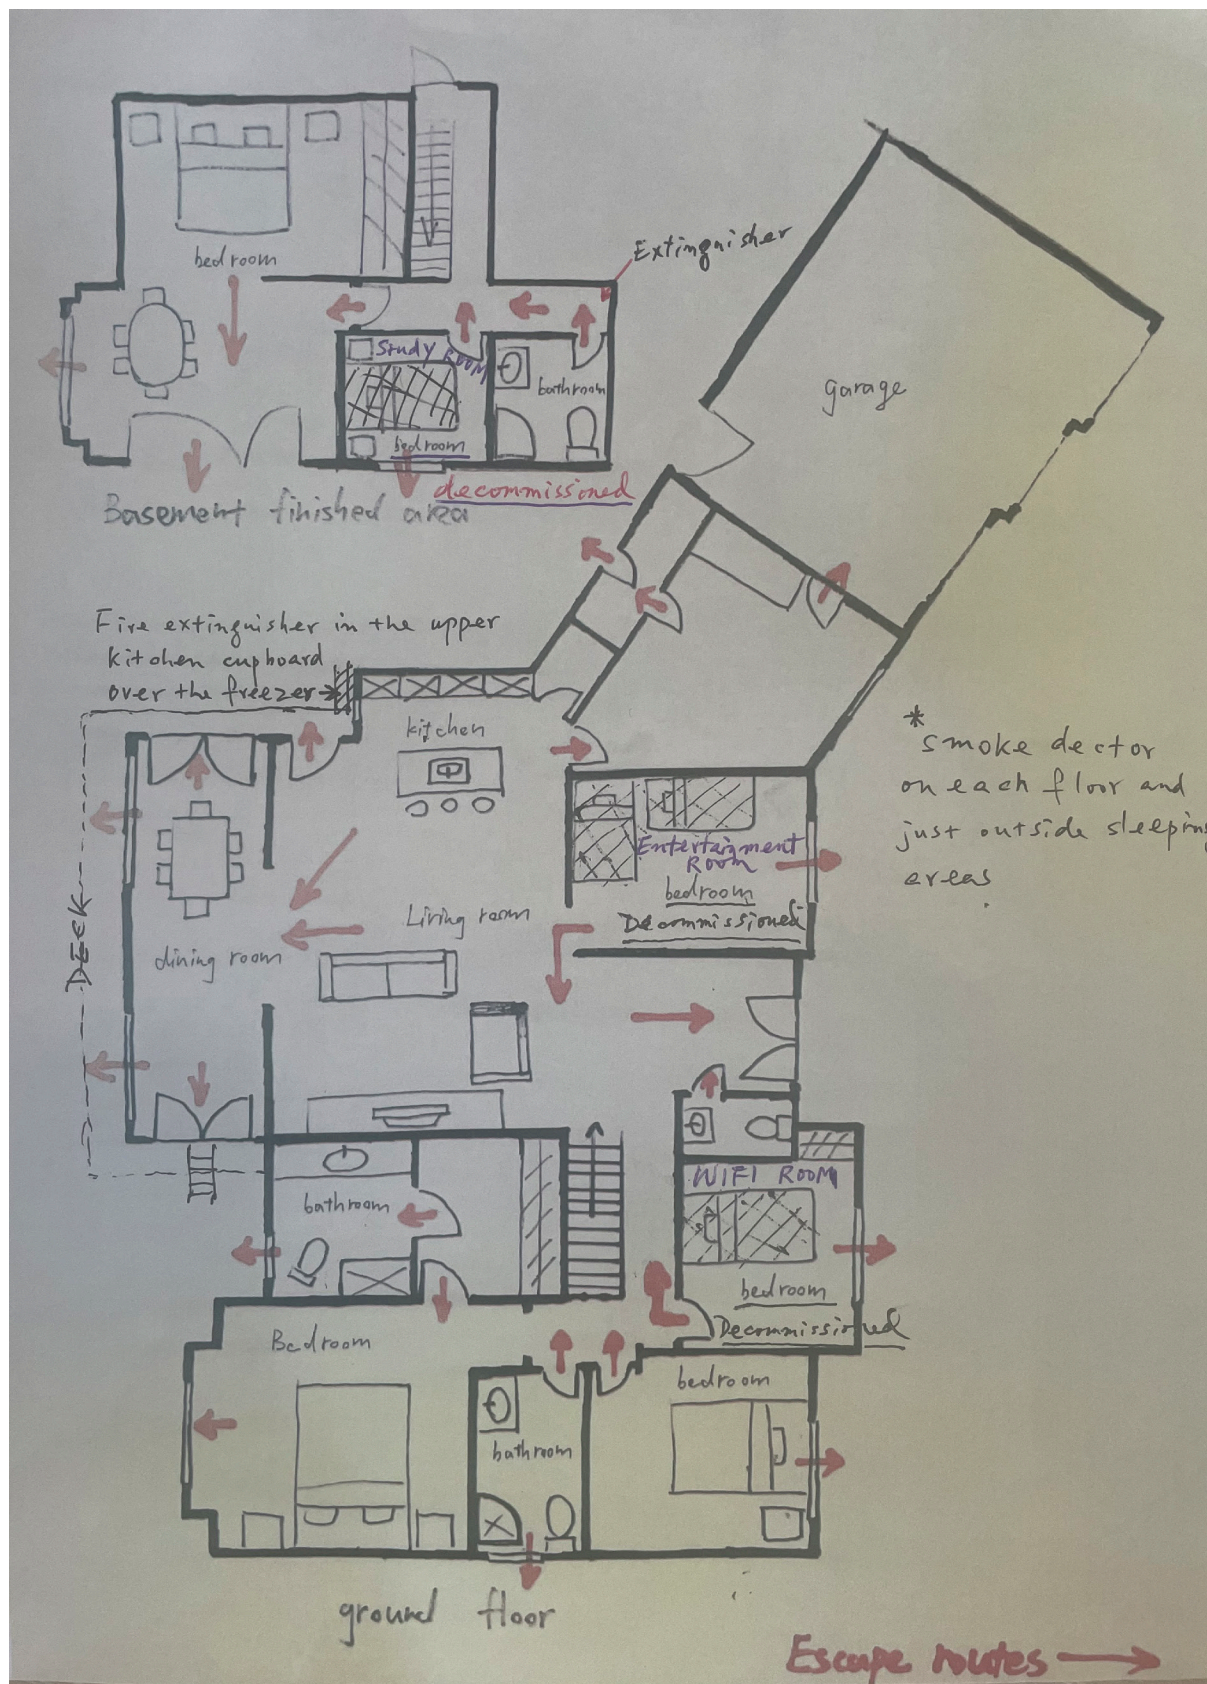 bedroom
Extinguisher
Study ROOM
bathroom
bedroom
decommissioned
Basement finished area
garage
Fire extinguisher in the upper
kitchen cupboard
over the freezer
kitchen
*
smoke dector
on each floor and
just outside sleeping
areas
Entertainment
Room
bedroom
Decommissioned
DECK
Living room
dining room
WIFI ROOM
bathroom
bedroom
Decommissioned
Bedroom
bedroom
bathroom
ground floor
Escape routes